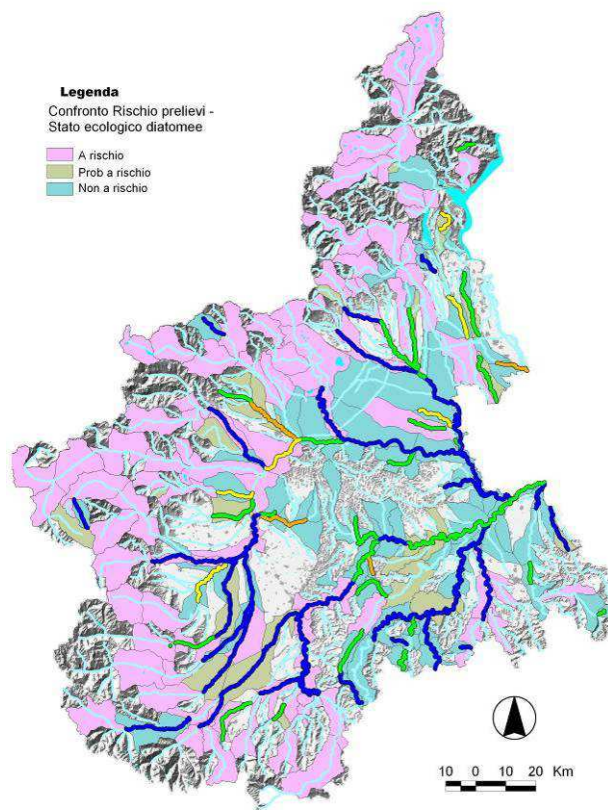 Legenda
Confronto Rischio prelievi -
Stato ecologico diatomee
A rischio
Prob a rischio
Non a rischio
10 0 10 20 Km